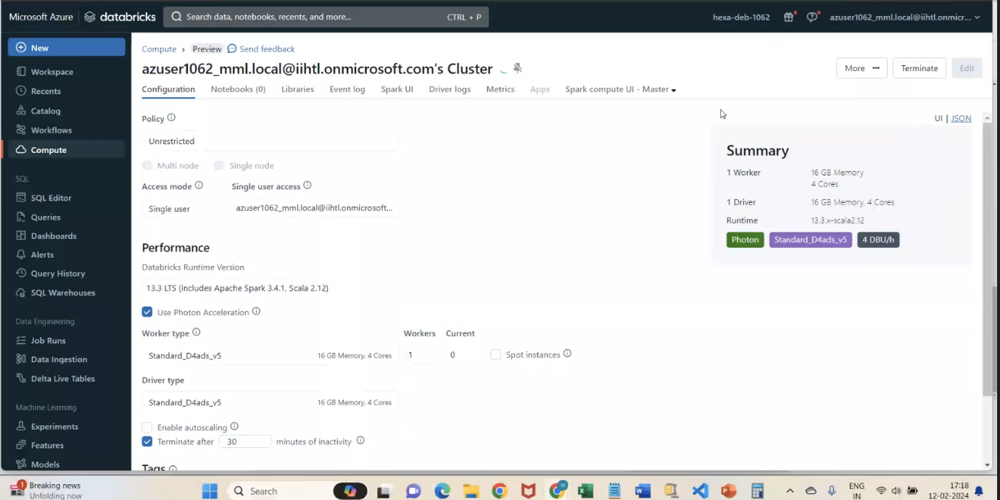 Microsoft Azure databricks Search data, notebooks, recents, and more... CTRL + P hexa-deb-1062 azuser1062_mml.local@iihtl.onmicr...
New
Workspace
Recents
Catalog
Workflows
Compute
SQL
SQL Editor
Queries
Dashboards
Alerts
Query History
SQL Warehouses
Data Engineering
Job Runs
Data Ingestion
Delta Live Tables
Machine Learning
Experiments
Features
Models
Compute › Preview Send feedback
azuser1062_mml.local@iihtl.onmicrosoft.com's Cluster
More ··· Terminate Edit
Configuration Notebooks (0) Libraries Event log Spark UI Driver logs Metrics Apps Spark compute UI - Master
UI | JSON
Policy
Unrestricted
Multi node Single node
Access mode Single user access
Single user azuser1062_mml.local@iihtl.onmicrosoft...
Performance
Databricks Runtime Version
13.3 LTS (includes Apache Spark 3.4.1, Scala 2.12)
Use Photon Acceleration
Worker type Workers Current
Standard_D4ads_v5 16 GB Memory, 4 Cores 1 0 Spot instances
Driver type
Standard_D4ads_v5 16 GB Memory, 4 Cores
Enable autoscaling
Terminate after 30 minutes of inactivity
Tags
Summary
1 Worker 16 GB Memory
4 Cores
1 Driver 16 GB Memory, 4 Cores
Runtime 13.3.x-scala2.12
Photon Standard_D4ads_v5 4 DBU/h
1 Breaking news
Unfolding now
Search
H
ENG
IN
17:18
12-02-2024